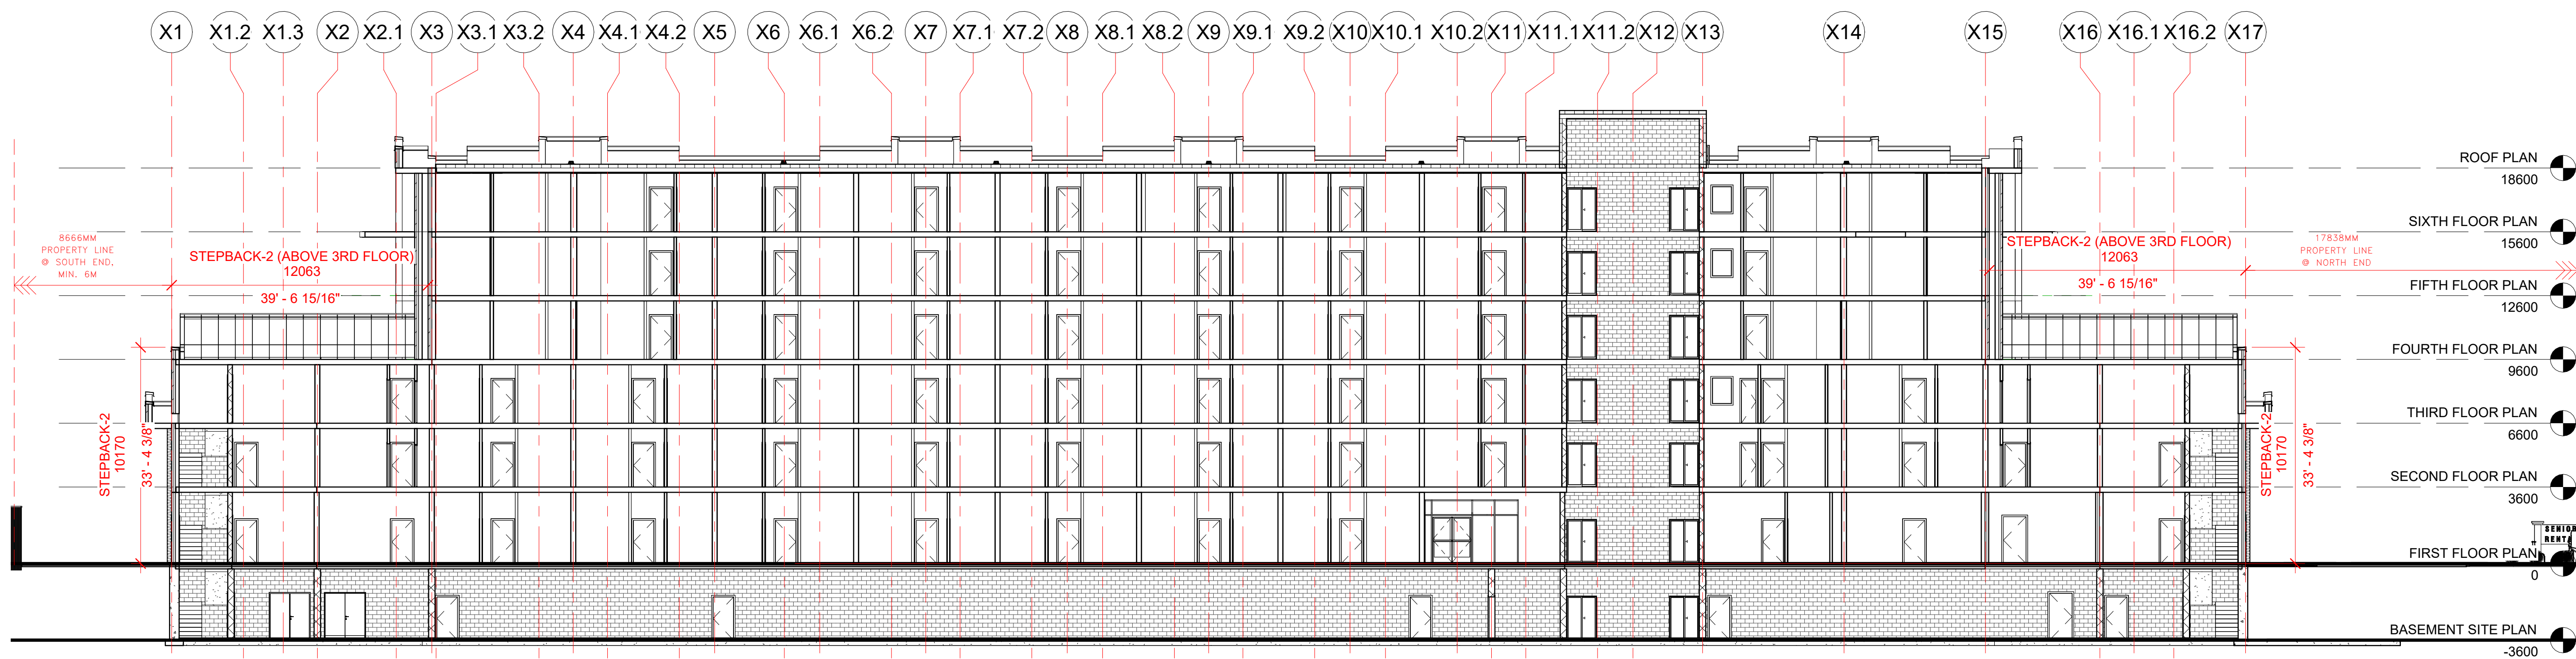 X1 X1.2 X1.3 X2 X2.1 X3 X3.1 X3.2 X4 X4.1 X4.2 X5 X6 X6.1 X6.2 X7 X7.1 X7.2 X8 X8.1 X8.2 X9 X9.1 X9.2 X10 X10.1 X10.2 X11 X11.1 X11.2 X12 X13 X14 X15 X16 X16.1 X16.2 X17
ROOF PLAN
18600
SIXTH FLOOR PLAN
15600
8666MM
PROPERTY LINE
@ SOUTH END,
MIN. 6M
STEPBACK-2 (ABOVE 3RD FLOOR)
12063
39' - 6 15/16"
STEPBACK-2 (ABOVE 3RD FLOOR)
12063
39' - 6 15/16"
17838MM
PROPERTY LINE
@ NORTH END
FIFTH FLOOR PLAN
12600
FOURTH FLOOR PLAN
9600
THIRD FLOOR PLAN
6600
STEPBACK-2
10170
33' - 4 3/8"
STEPBACK-2
10170
33' - 4 3/8"
SECOND FLOOR PLAN
3600
SENIOR
RENTA
FIRST FLOOR PLAN
0
BASEMENT SITE PLAN
-3600